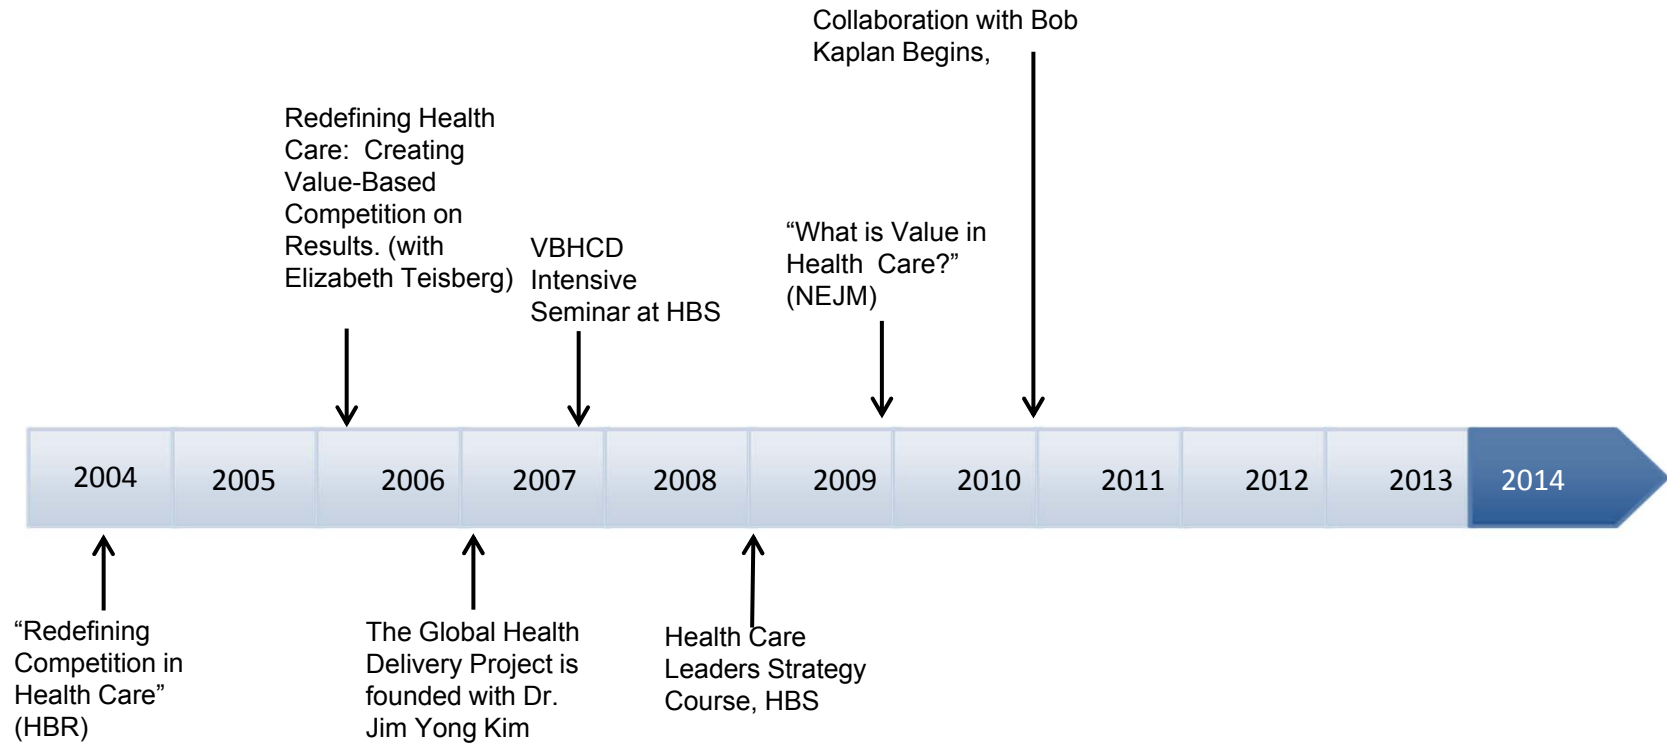 Collaboration with Bob
Kaplan Begins,
Redefining Health
Care:  Creating
Value-Based
Competition on
Results. (with
Elizabeth Teisberg)
VBHCD
Intensive
Seminar at HBS
“What is Value in
Health  Care?”
(NEJM)
2004 2005 2006 2007 2008 2009 2010 2011 2012 2013 2014
“Redefining
Competition in
Health Care”
(HBR)
The Global Health
Delivery Project is
founded with Dr.
Jim Yong Kim
Health Care
Leaders Strategy
Course, HBS